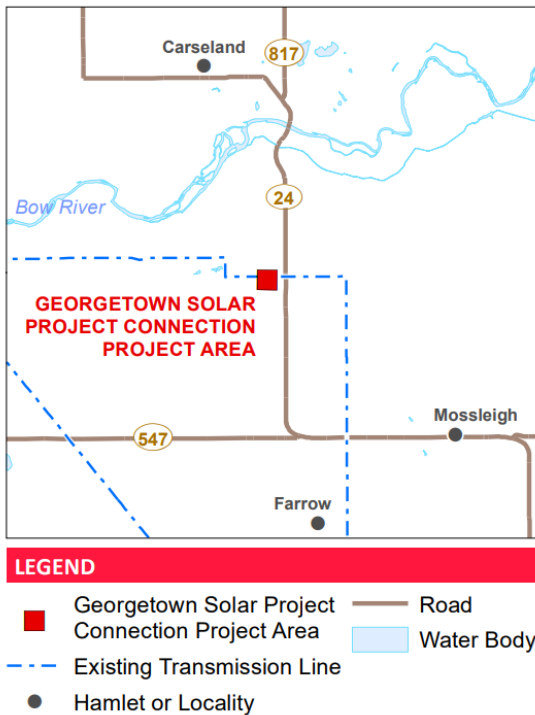 Carseland
817
24
Bow River
GEORGETOWN SOLAR
PROJECT CONNECTION
PROJECT AREA
Mossleigh
547
Farrow
LEGEND
Georgetown Solar Project
Connection Project Area
Existing Transmission Line
Hamlet or Locality
Road
Water Body